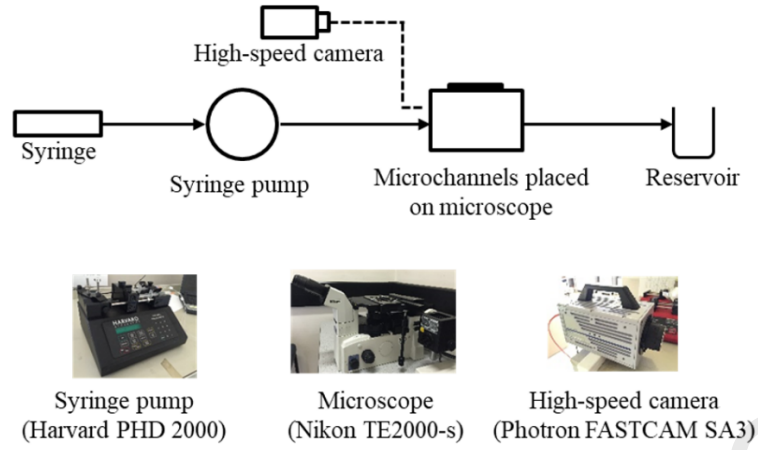 High-speed camera
Syringe
Syringe pump
Microchannels placed
on microscope
Reservoir
HARVARD
Syringe pump
(Harvard PHD 2000)
Microscope
(Nikon TE2000-s)
High-speed camera
(Photron FASTCAM SA3)